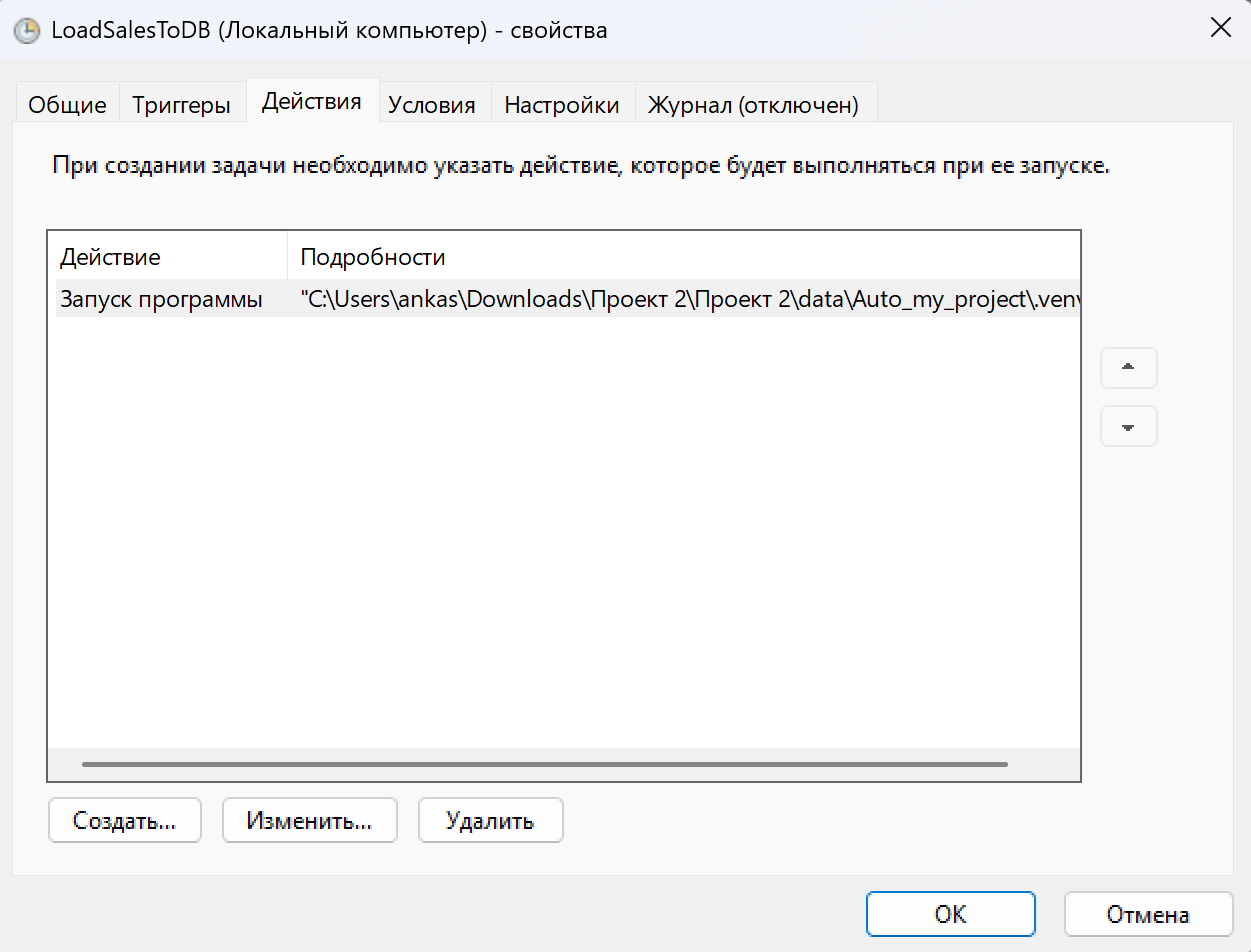 LoadSalesToDB (Локальный компьютер) - свойства
Общие Триггеры Действия Условия Настройки Журнал (отключен)
При создании задачи необходимо указать действие, которое будет выполняться при ее запуске.
Действие Подробности
Запуск программы "C:\Users\ankas\Downloads\Проект 2\Проект 2\data\Auto_my_project\.venv
Создать... Изменить... Удалить
ОК Отмена